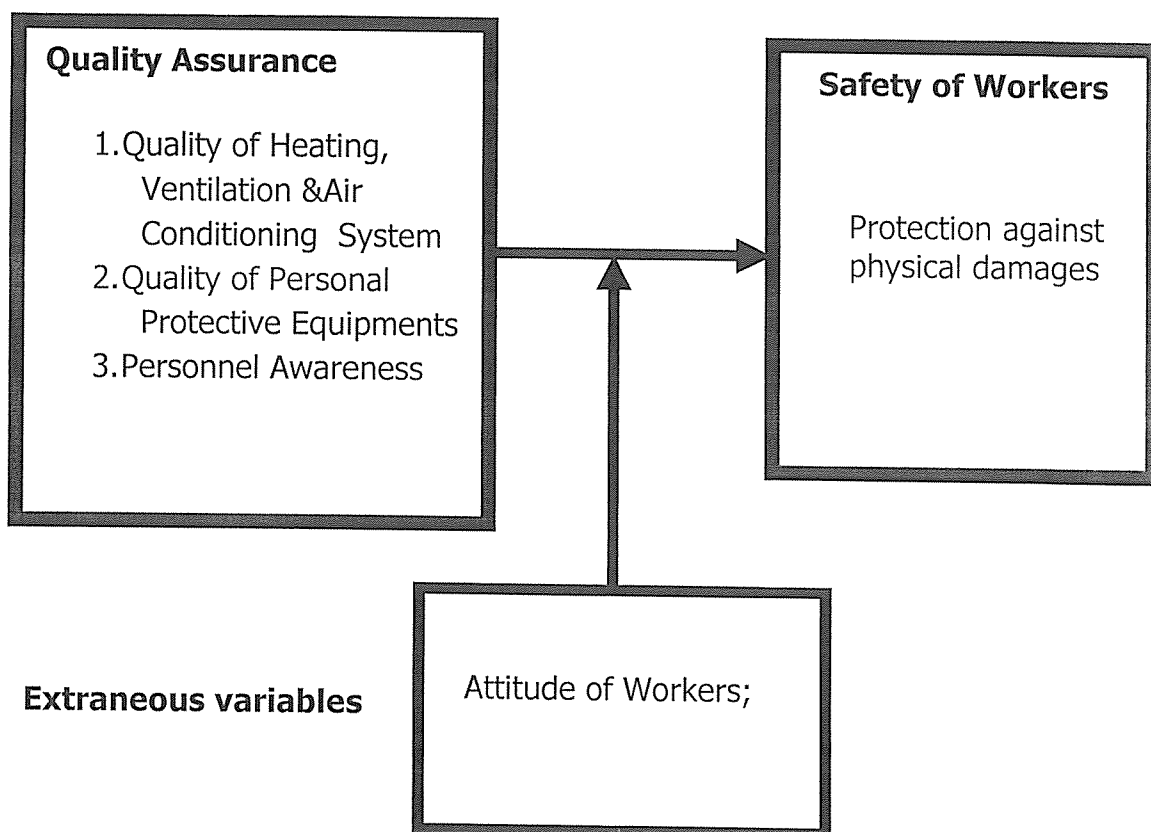 Quality Assurance
1.Quality of Heating,
Ventilation &Air
Conditioning System
2.Quality of Personal
Protective Equipments
3.Personnel Awareness
Safety of Workers
Protection against
physical damages
Extraneous variables
Attitude of Workers;